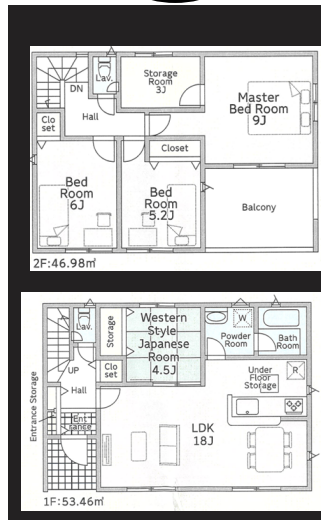 Lav.
Storage
Room
3J
DN
Master
Bed Room
9J
Hall
Clo
set
Closet
Bed
Room
6J
Bed
Room
5.2J
Balcony
2F:46.98㎡
Lav.
Storage
Western
Style
Japanese
Room
4.5J
W
Powder
Room
Bath
Room
UP
Clo
set
Under
Floor
Storage
R
Hall
Entrance Storage
Ent
rance
LDK
18J
1F:53.46㎡